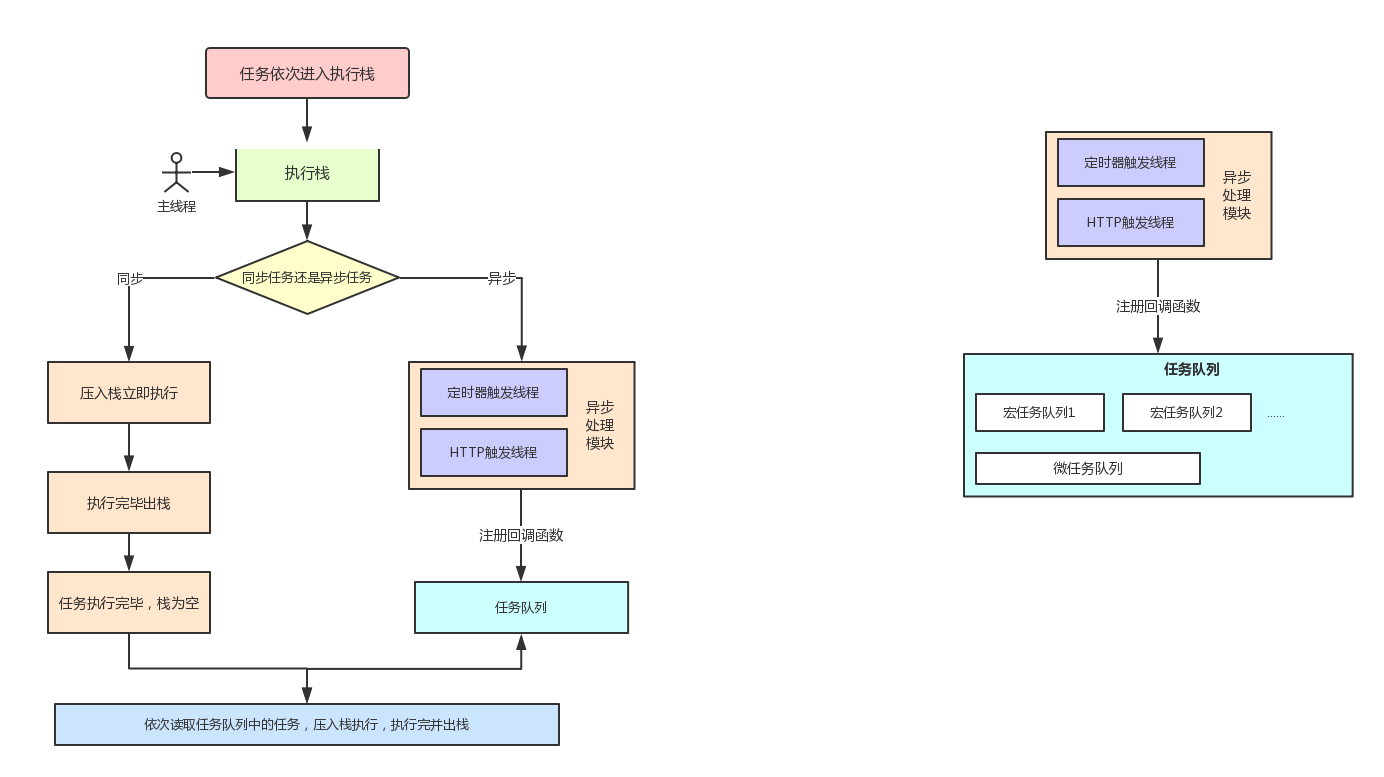 任务依次进入执行栈
执行栈
主线程
同步任务还是异步任务
同步
异步
压入栈立即执行
执行完毕出栈
任务执行完毕，栈为空
定时器触发线程
HTTP触发线程
异步
处理
模块
注册回调函数
任务队列
依次读取任务队列中的任务，压入栈执行，执行完并出栈
定时器触发线程
HTTP触发线程
异步
处理
模块
注册回调函数
任务队列
宏任务队列1
宏任务队列2
......
微任务队列